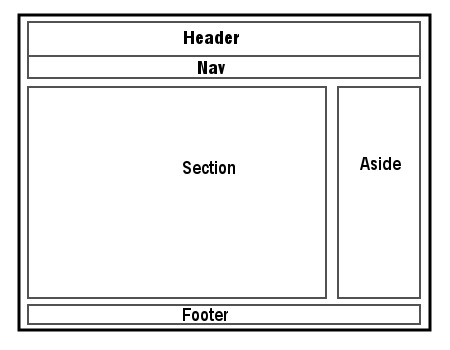 Header
Nav
Section
Aside
Footer